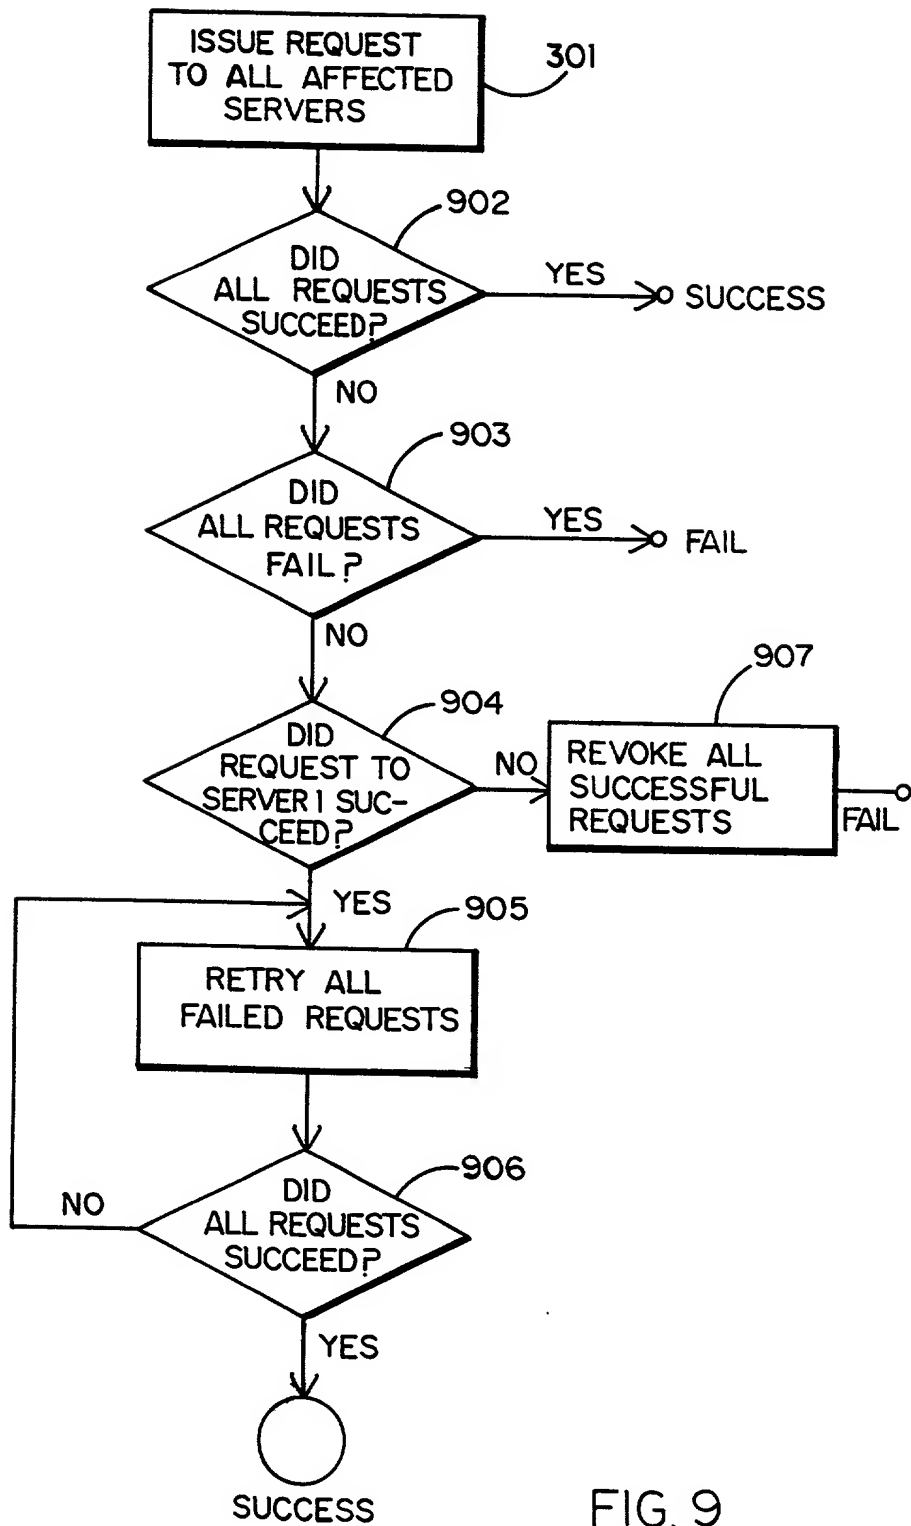 ISSUE REQUEST
TO ALL AFFECTED
SERVERS
301
902
DID
ALL REQUESTS
SUCCEED?
YES
SUCCESS
NO
903
DID
ALL REQUESTS
FAIL?
YES
FAIL
NO
904
DID
REQUEST TO
SERVER 1 SUC-
CEED?
NO
907
REVOKE ALL
SUCCESSFUL
REQUESTS
FAIL
YES
905
RETRY ALL
FAILED REQUESTS
906
DID
ALL REQUESTS
SUCCEED?
NO
YES
SUCCESS
FIG. 9